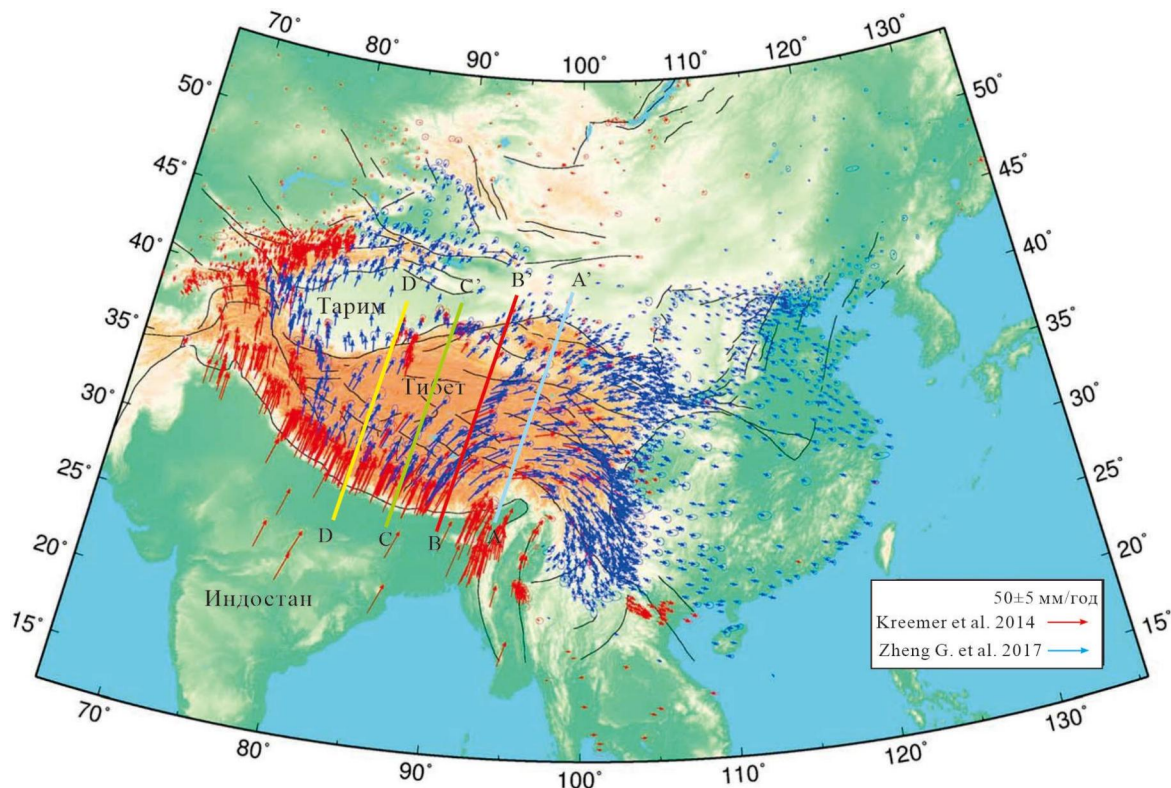 70° 80° 90° 100° 110° 120° 130°
50° 50°
45° 45°
40° 40°
35° 35°
30° 30°
25° 25°
20° 20°
15° 15°
D’ C’ B’ A’
Тарим
Тибет
D C B A
Индостан
50±5 мм/год
Kreemer et al. 2014
Zheng G. et al. 2017
70° 80° 90° 100° 110° 120° 130°